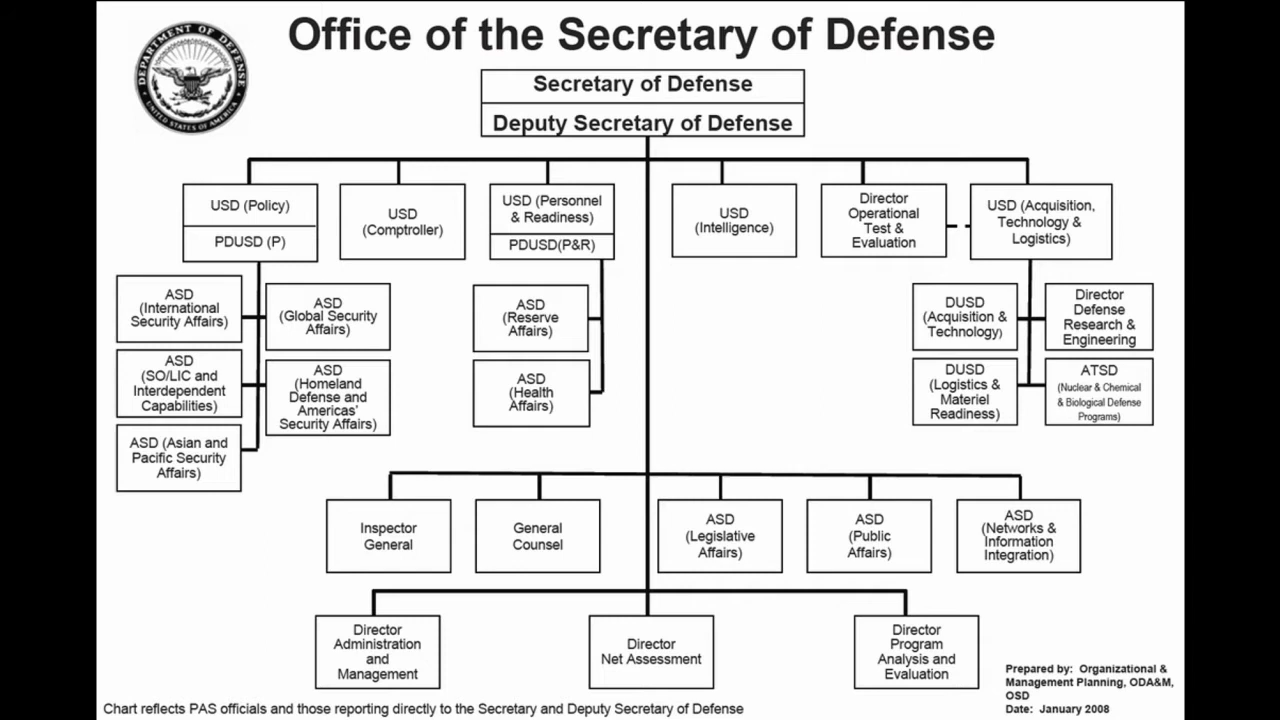 Office of the Secretary of Defense
DEPARTMENT OF DEFENSE
UNITED STATES OF AMERICA
Secretary of Defense
Deputy Secretary of Defense
USD (Policy)
PDUSD (P)
USD
(Comptroller)
USD (Personnel
& Readiness)
PDUSD(P&R)
USD
(Intelligence)
Director
Operational
Test &
Evaluation
USD (Acquisition,
Technology &
Logistics)
ASD
(International
Security Affairs)
ASD
(Global Security
Affairs)
ASD
(SO/LIC and
Interdependent
Capabilities)
ASD
(Homeland
Defense and
Americas'
Security Affairs)
ASD (Asian and
Pacific Security
Affairs)
ASD
(Reserve
Affairs)
ASD
(Health
Affairs)
DUSD
(Acquisition &
Technology)
Director
Defense
Research &
Engineering
DUSD
(Logistics &
Materiel
Readiness)
ATSD
(Nuclear & Chemical
& Biological Defense
Programs)
Inspector
General
General
Counsel
ASD
(Legislative
Affairs)
ASD
(Public
Affairs)
ASD
(Networks &
Information
Integration)
Director
Administration
and
Management
Director
Net Assessment
Director
Program
Analysis and
Evaluation
Prepared by: Organizational &
Management Planning, ODA&M,
OSD
Date: January 2008
Chart reflects PAS officials and those reporting directly to the Secretary and Deputy Secretary of Defense